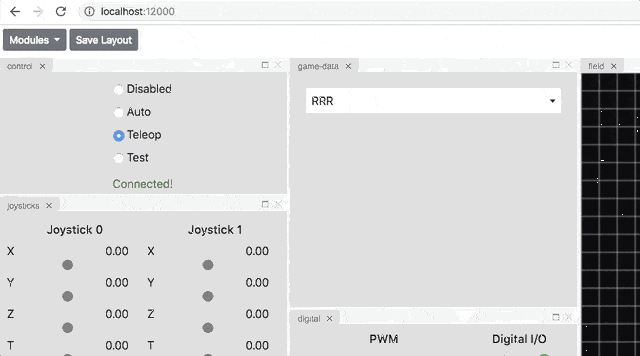 localhost:12000
Modules Save Layout
control
Disabled
Auto
Teleop
Test
Connected!
game-data
RRR
field
joysticks
Joystick 0 Joystick 1
X 0.00 X 0.00
Y 0.00 Y 0.00
Z 0.00 Z 0.00
T 0.00 T 0.00
digital
PWM Digital I/O